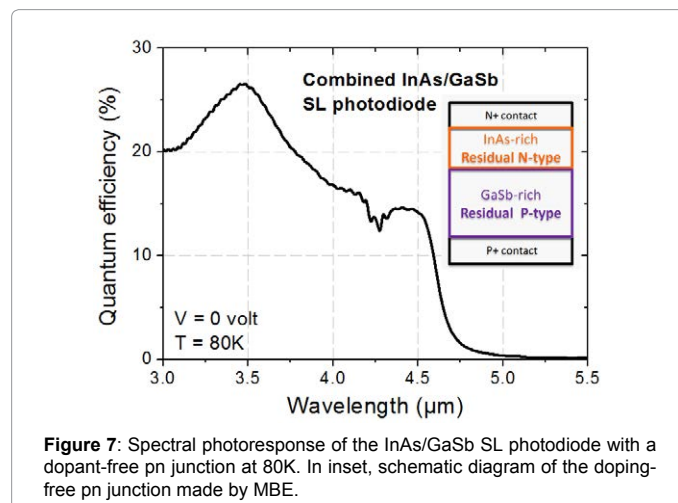 30
20
10
0
Quantum efficiency (%)
Combined InAs/GaSb
SL photodiode
N+ contact
InAs-rich
Residual N-type
GaSb-rich
Residual P-type
P+ contact
V = 0 volt
T = 80K
3.0 3.5 4.0 4.5 5.0 5.5
Wavelength (µm)
Figure 7: Spectral photoresponse of the InAs/GaSb SL photodiode with a
dopant-free pn junction at 80K. In inset, schematic diagram of the doping-
free pn junction made by MBE.